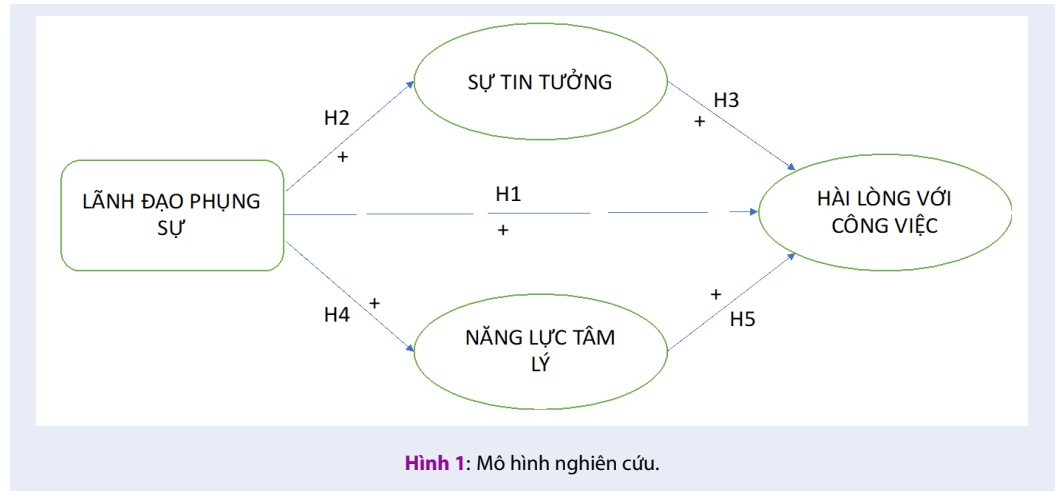 SỰ TIN TƯỞNG
H2
+
H3
+
LÃNH ĐẠO PHỤNG
SỰ
H1
+
HÀI LÒNG VỚI
CÔNG VIỆC
H4
+
NĂNG LỰC TÂM
LÝ
+
H5
Hình 1: Mô hình nghiên cứu.